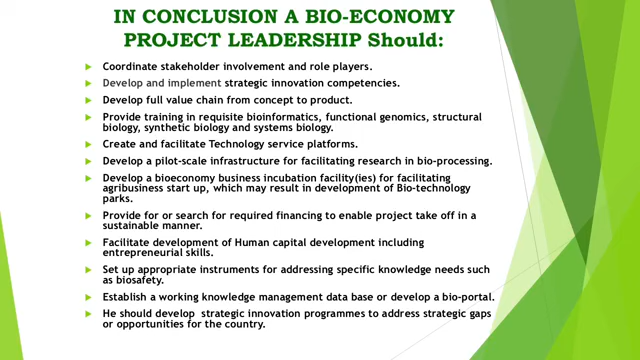 IN CONCLUSION A BIO-ECONOMY
PROJECT LEADERSHIP Should:
Coordinate stakeholder involvement and role players.
Develop and implement strategic innovation competencies.
Develop full value chain from concept to product.
Provide training in requisite bioinformatics, functional genomics, structural
biology, synthetic biology and systems biology.
Create and facilitate Technology service platforms.
Develop a pilot-scale infrastructure for facilitating research in bio-processing.
Develop a bioeconomy business incubation facility(ies) for facilitating
agribusiness start up, which may result in development of Bio-technology
parks.
Provide for or search for required financing to enable project take off in a
sustainable manner.
Facilitate development of Human capital development including
entrepreneurial skills.
Set up appropriate instruments for addressing specific knowledge needs such
as biosafety.
Establish a working knowledge management data base or develop a bio-portal.
He should develop strategic innovation programmes to address strategic gaps
or opportunities for the country.